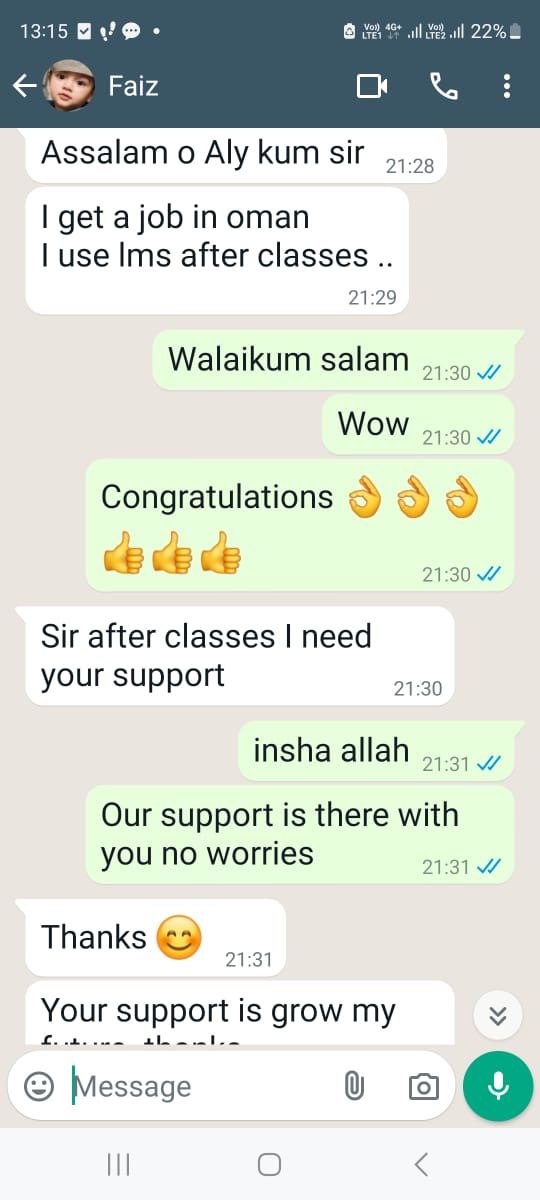 13:15
Vo)) 4G+ Vo))
LTE1 LTE2 22%
Faiz
Assalam o Aly kum sir 21:28
I get a job in oman
I use lms after classes ..
21:29
Walaikum salam 21:30
Wow 21:30
Congratulations 👌👌👌
👍👍👍 21:30
Sir after classes I need
your support 21:30
insha allah 21:31
Our support is there with
you no worries 21:31
Thanks 😊 21:31
Your support is grow my
future thanks
Message